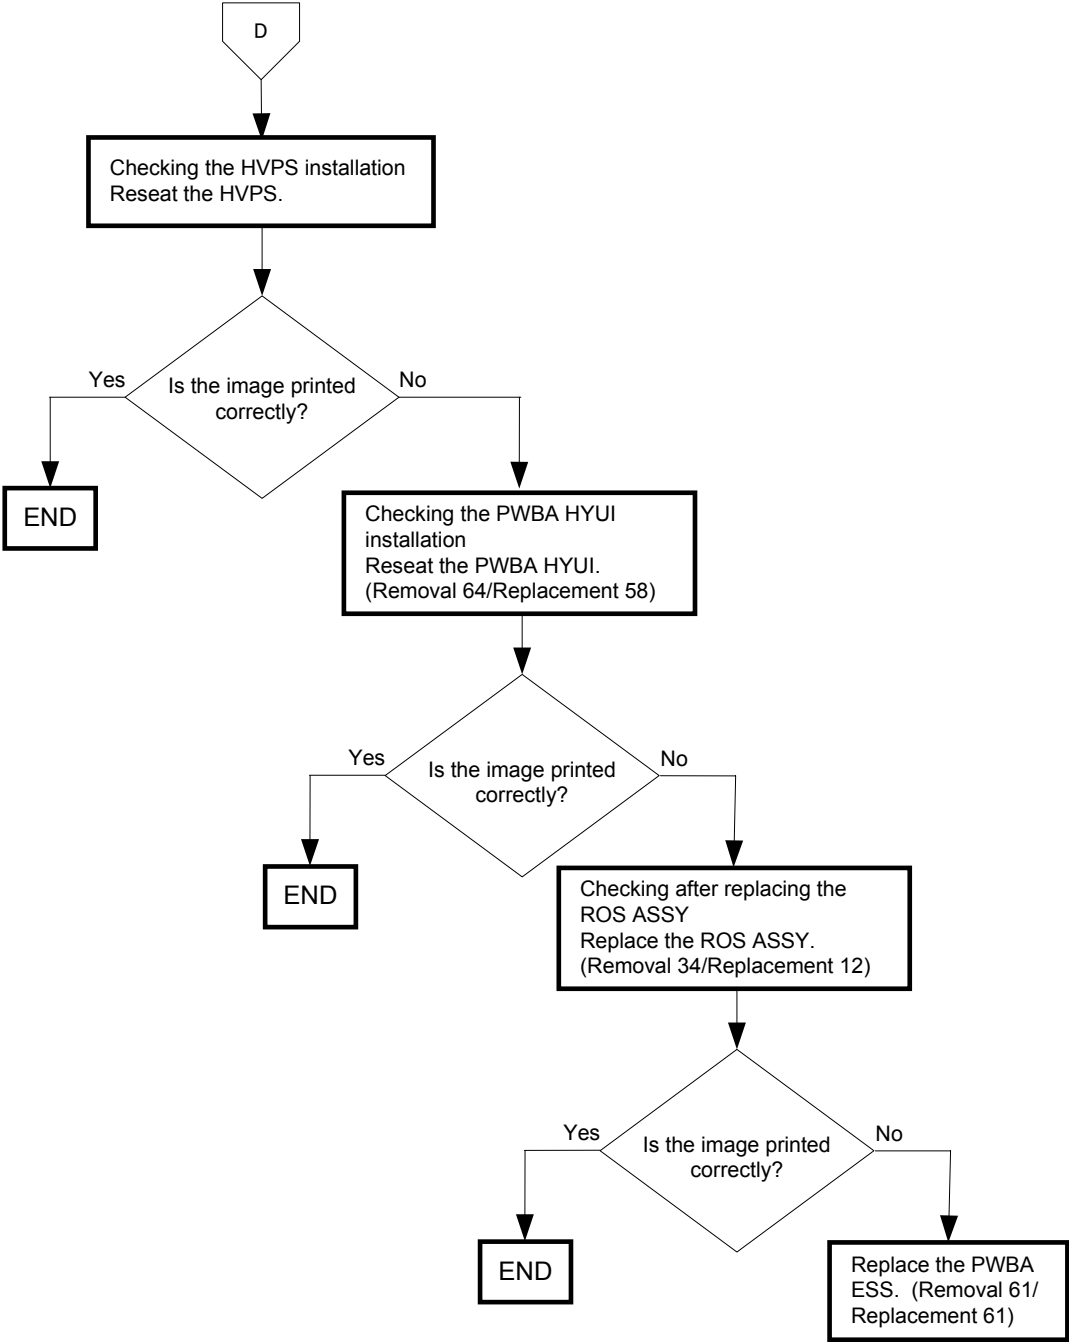 D
Checking the HVPS installation
Reseat the HVPS.
Is the image printed
correctly?
Yes
No
END
Checking the PWBA HYUI
installation
Reseat the PWBA HYUI.
(Removal 64/Replacement 58)
Is the image printed
correctly?
Yes
No
END
Checking after replacing the
ROS ASSY
Replace the ROS ASSY.
(Removal 34/Replacement 12)
Is the image printed
correctly?
Yes
No
END
Replace the PWBA
ESS.  (Removal 61/
Replacement 61)